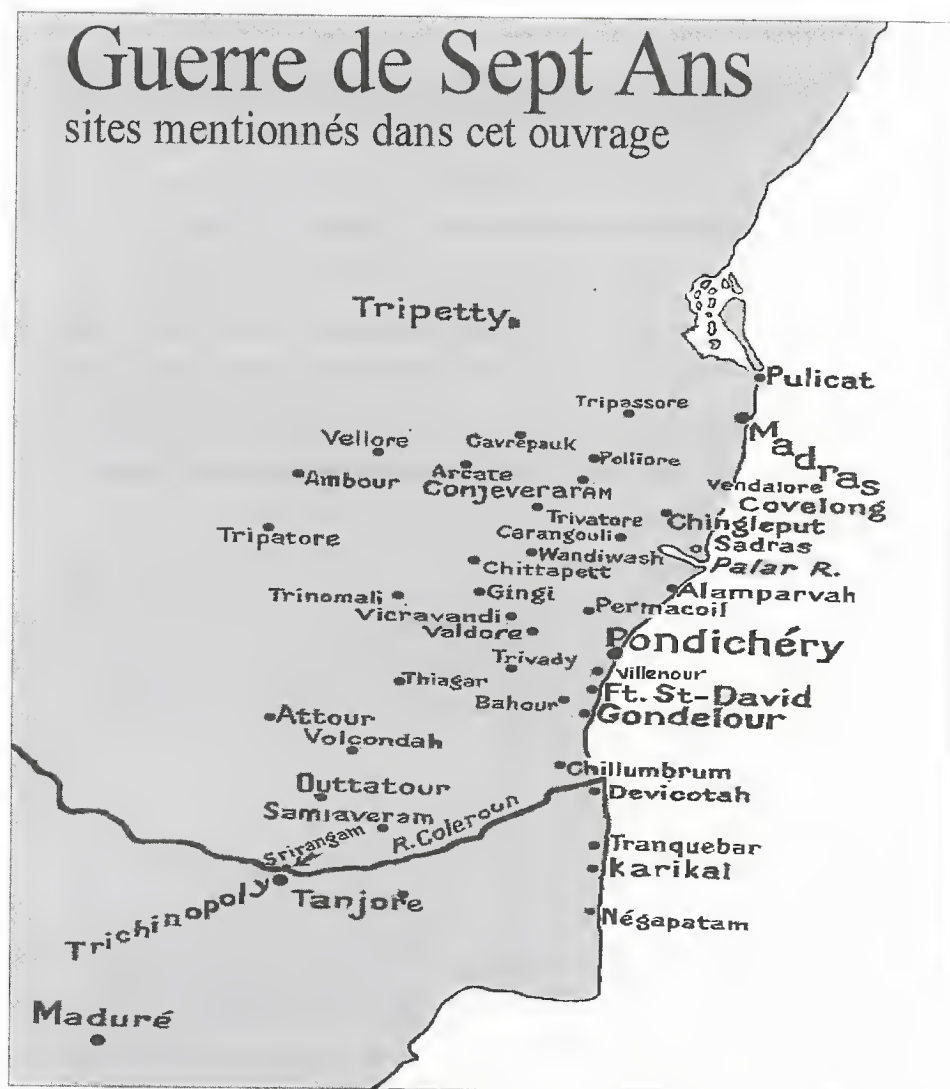 Guerre de Sept Ans
sites mentionnés dans cet ouvrage
Tripetty
Pulicat
Tripassore
Madras
Vellore
Gavrepauk
Polliore
Ambour
Arcate
Conjeveraram
Vendalore
Covelong
Trivatore
Chingleput
Tripatore
Carangouli
Sadras
Wandiwash
Palar R.
Chittapett
Trinomali
Gingi
Alamparvah
Permacoil
Vicravandi
Valdore
Pondichéry
Trivady
Villenour
Thiagar
Ft. St-David
Bahour
Gondelour
Attour
Volcondah
Chillumbrum
Outtatour
Devicotah
Samiaveram
R. Coleroun
Srirangam
Tranquebar
Karikal
Trichinopoly
Tanjore
Négapatam
Maduré